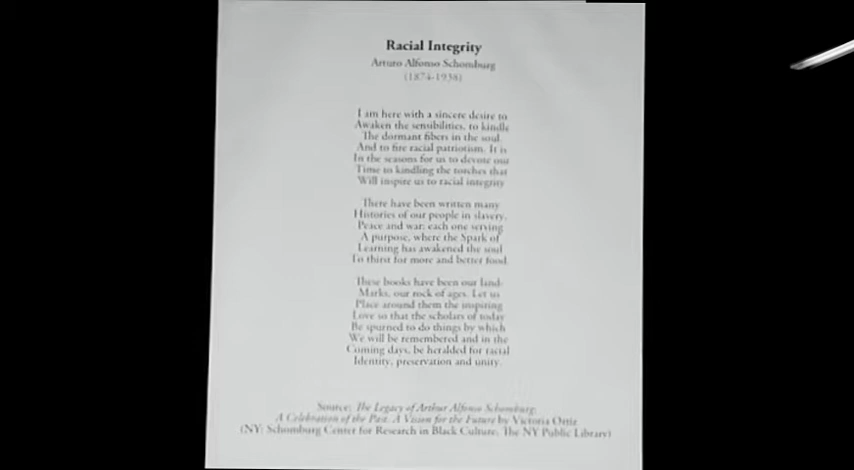 Racial Integrity
Arturo Alfonso Schomburg
(1874-1938)
I am here with a sincere desire to
Awaken the sensibilities, to kindle
The dormant fibers in the soul.
And to fire racial patriotism. It is
In the seasons for us to devote our
Time to kindling the torches that
Will inspire us to racial integrity
There have been written many
Histories of our people in slavery,
Peace and war; each one serving
A purpose, where the Spark of
Learning has awakened the soul
To thirst for more and better food.
These books have been our land-
Marks, our rock of ages. Let us
Place around them the inspiring
Love so that the scholars of today
Be spurned to do things by which
We will be remembered and in the
Coming days, be heralded for racial
Identity, preservation and unity.
Source: The Legacy of Arthur Alfonso Schomburg:
A Celebration of the Past, A Vision for the Future by Victoria Ortiz
(NY: Schomburg Center for Research in Black Culture, The NY Public Library)